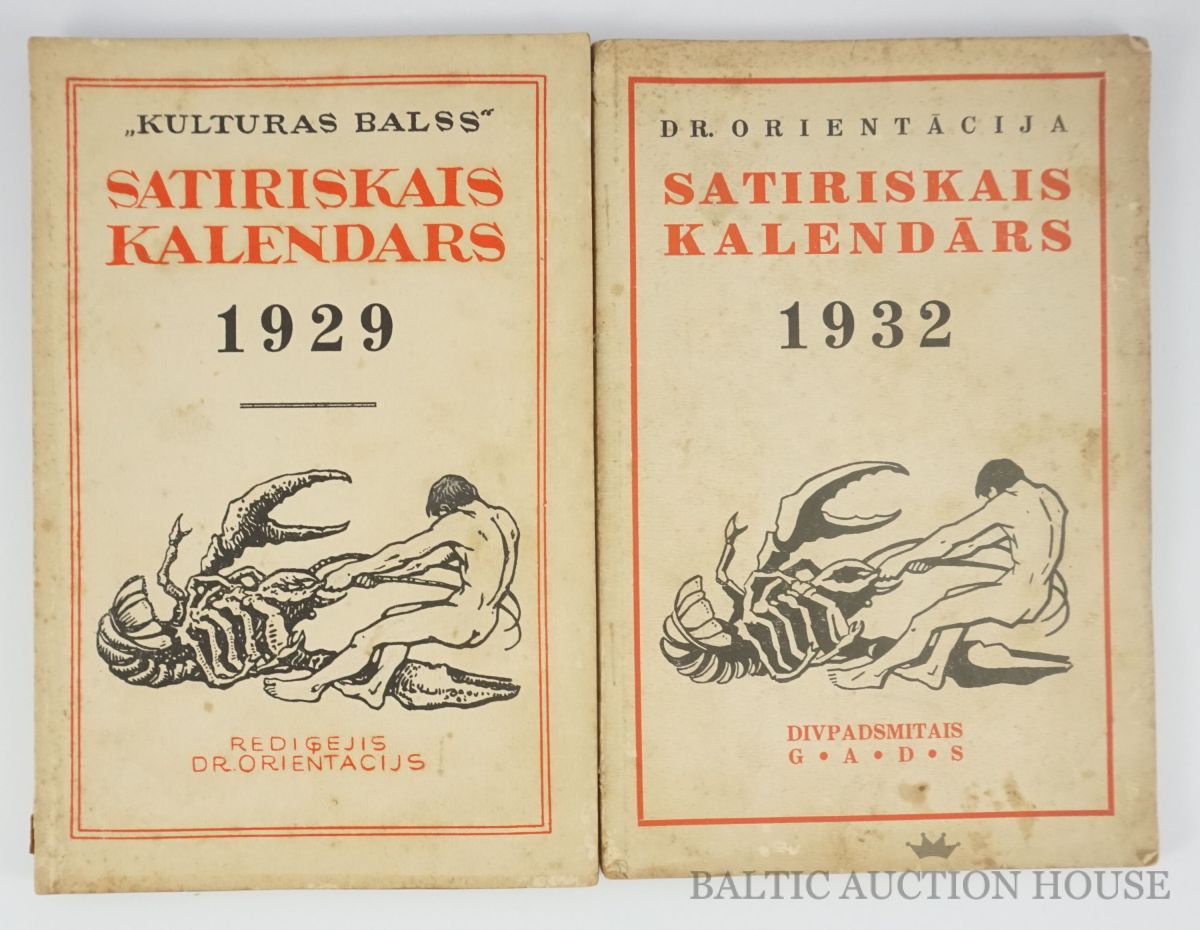 „KULTURAS BALSS“
SATIRISKAIS
KALENDARS
1929
REDIĢEJIS
DR.ORIENTACIJS
DR. ORIENTĀCIJA
SATIRISKAIS
KALENDĀRS
1932
DIVPADSMITAIS
G • A • D • S
BALTIC AUCTION HOUSE